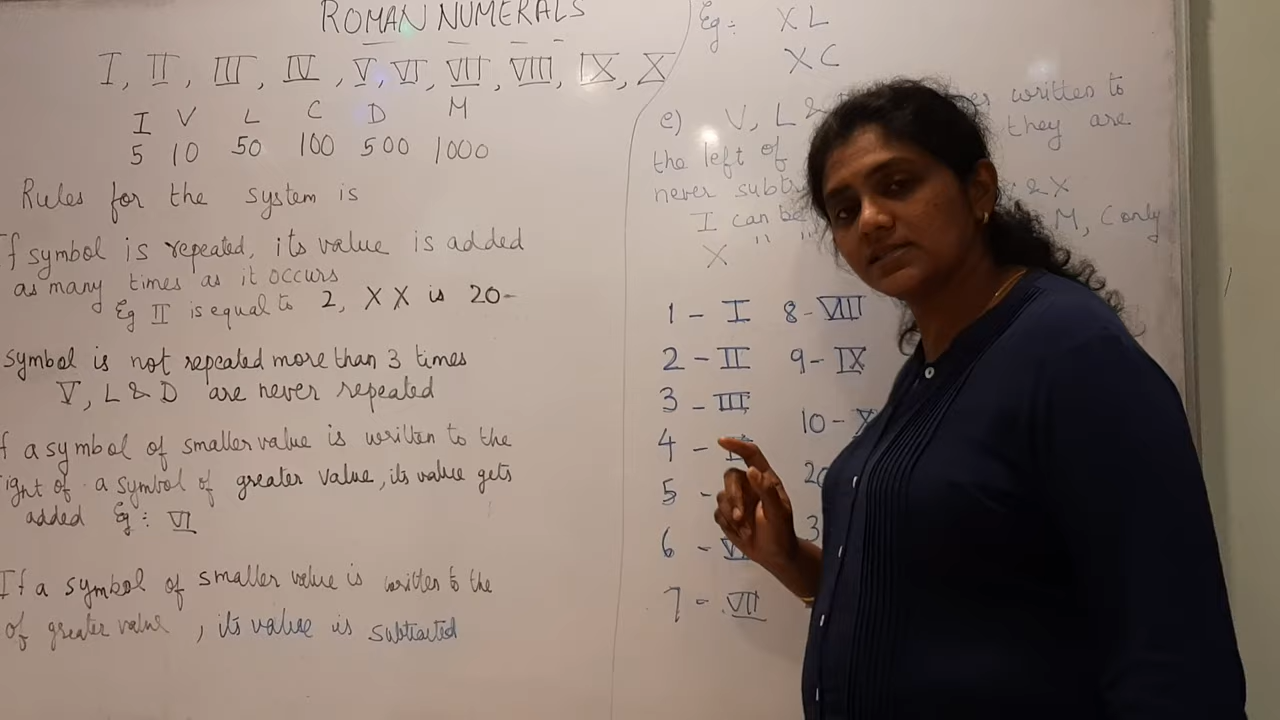 ROMAN NUMERALS
I, II, III, IV, V, VI, VII, VIII, IX, X
I V L C D M
5 10 50 100 500 1000
Rules for the system is
If symbol is repeated, its value is added
as many times as it occurs
Eg II is equal to 2, XX is 20-
symbol is not repeated more than 3 times
V, L & D are never repeated
If a symbol of smaller value is written to the
right of a symbol of greater value, its value gets
added Eg: VI
If a symbol of smaller value is written to the
of greater value, its value is subtracted
Eg: XL
XC
e) V, L & written to
the left of they are
never & X
I can be M, C only
X " "
1 - I
2 - II
3 - III
4 -
5 -
6 -
7 - VII
8 - VIII
9 - IX
10 - X